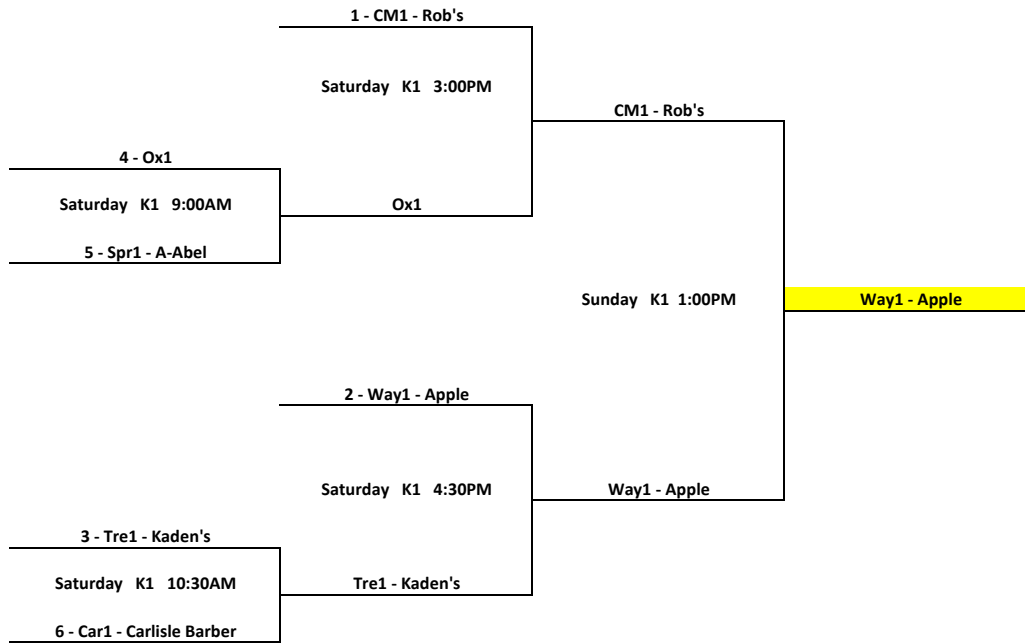 1 - CM1 - Rob's
Saturday K1 3:00PM
CM1 - Rob's
4 - Ox1
Saturday K1 9:00AM
Ox1
5 - Spr1 - A-Abel
Sunday K1 1:00PM
Way1 - Apple
2 - Way1 - Apple
Saturday K1 4:30PM
Way1 - Apple
3 - Tre1 - Kaden's
Saturday K1 10:30AM
Tre1 - Kaden's
6 - Car1 - Carlisle Barber